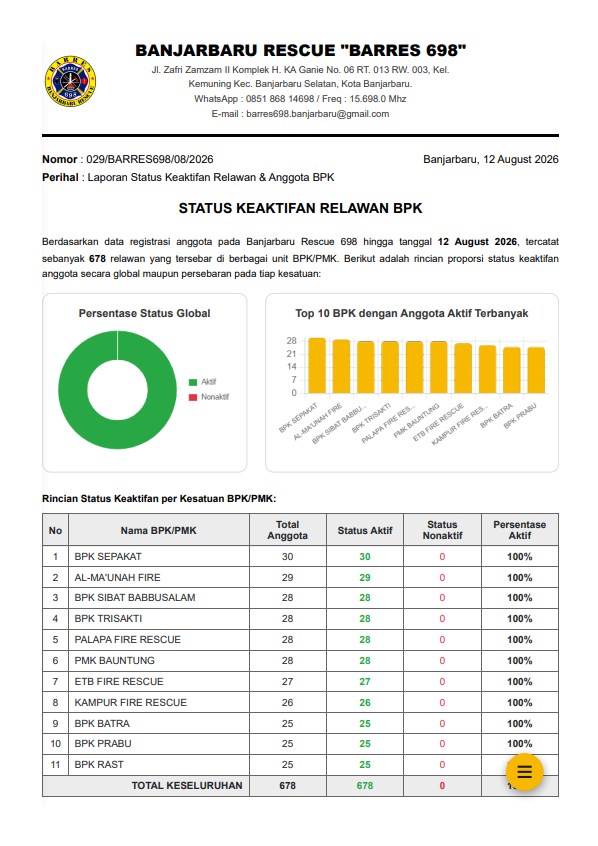 BARRES
BANJARBARU RESCUE
BANJARBARU RESCUE "BARRES 698"
Jl. Zafri Zamzam II Komplek H. KA Ganie No. 06 RT. 013 RW. 003, Kel.
Kemuning Kec. Banjarbaru Selatan, Kota Banjarbaru.
WhatsApp : 0851 868 14698 / Freq : 15.698.0 Mhz
E-mail : barres698.banjarbaru@gmail.com
Nomor : 029/BARRES698/08/2026
Banjarbaru, 12 August 2026
Perihal : Laporan Status Keaktifan Relawan & Anggota BPK
STATUS KEAKTIFAN RELAWAN BPK
Berdasarkan data registrasi anggota pada Banjarbaru Rescue 698 hingga tanggal 12 August 2026, tercatat
sebanyak 678 relawan yang tersebar di berbagai unit BPK/PMK. Berikut adalah rincian proporsi status keaktifan
anggota secara global maupun persebaran pada tiap kesatuan:
Persentase Status Global
Aktif
Nonaktif
Top 10 BPK dengan Anggota Aktif Terbanyak
28
21
14
7
0
BPK SEPAKAT
AL-MA'UNAH FIRE
BPK SIBAT BABBU...
BPK TRISAKTI
PALAPA FIRE RES...
PMK BAUNTUNG
ETB FIRE RESCUE
KAMPUR FIRE RES...
BPK BATRA
BPK PRABU
Rincian Status Keaktifan per Kesatuan BPK/PMK:
No Nama BPK/PMK Total Anggota Status Aktif Status Nonaktif Persentase Aktif
1 BPK SEPAKAT 30 30 0 100%
2 AL-MA'UNAH FIRE 29 29 0 100%
3 BPK SIBAT BABBUSALAM 28 28 0 100%
4 BPK TRISAKTI 28 28 0 100%
5 PALAPA FIRE RESCUE 28 28 0 100%
6 PMK BAUNTUNG 28 28 0 100%
7 ETB FIRE RESCUE 27 27 0 100%
8 KAMPUR FIRE RESCUE 26 26 0 100%
9 BPK BATRA 25 25 0 100%
10 BPK PRABU 25 25 0 100%
11 BPK RAST 25 25 0
TOTAL KESELURUHAN 678 678 0